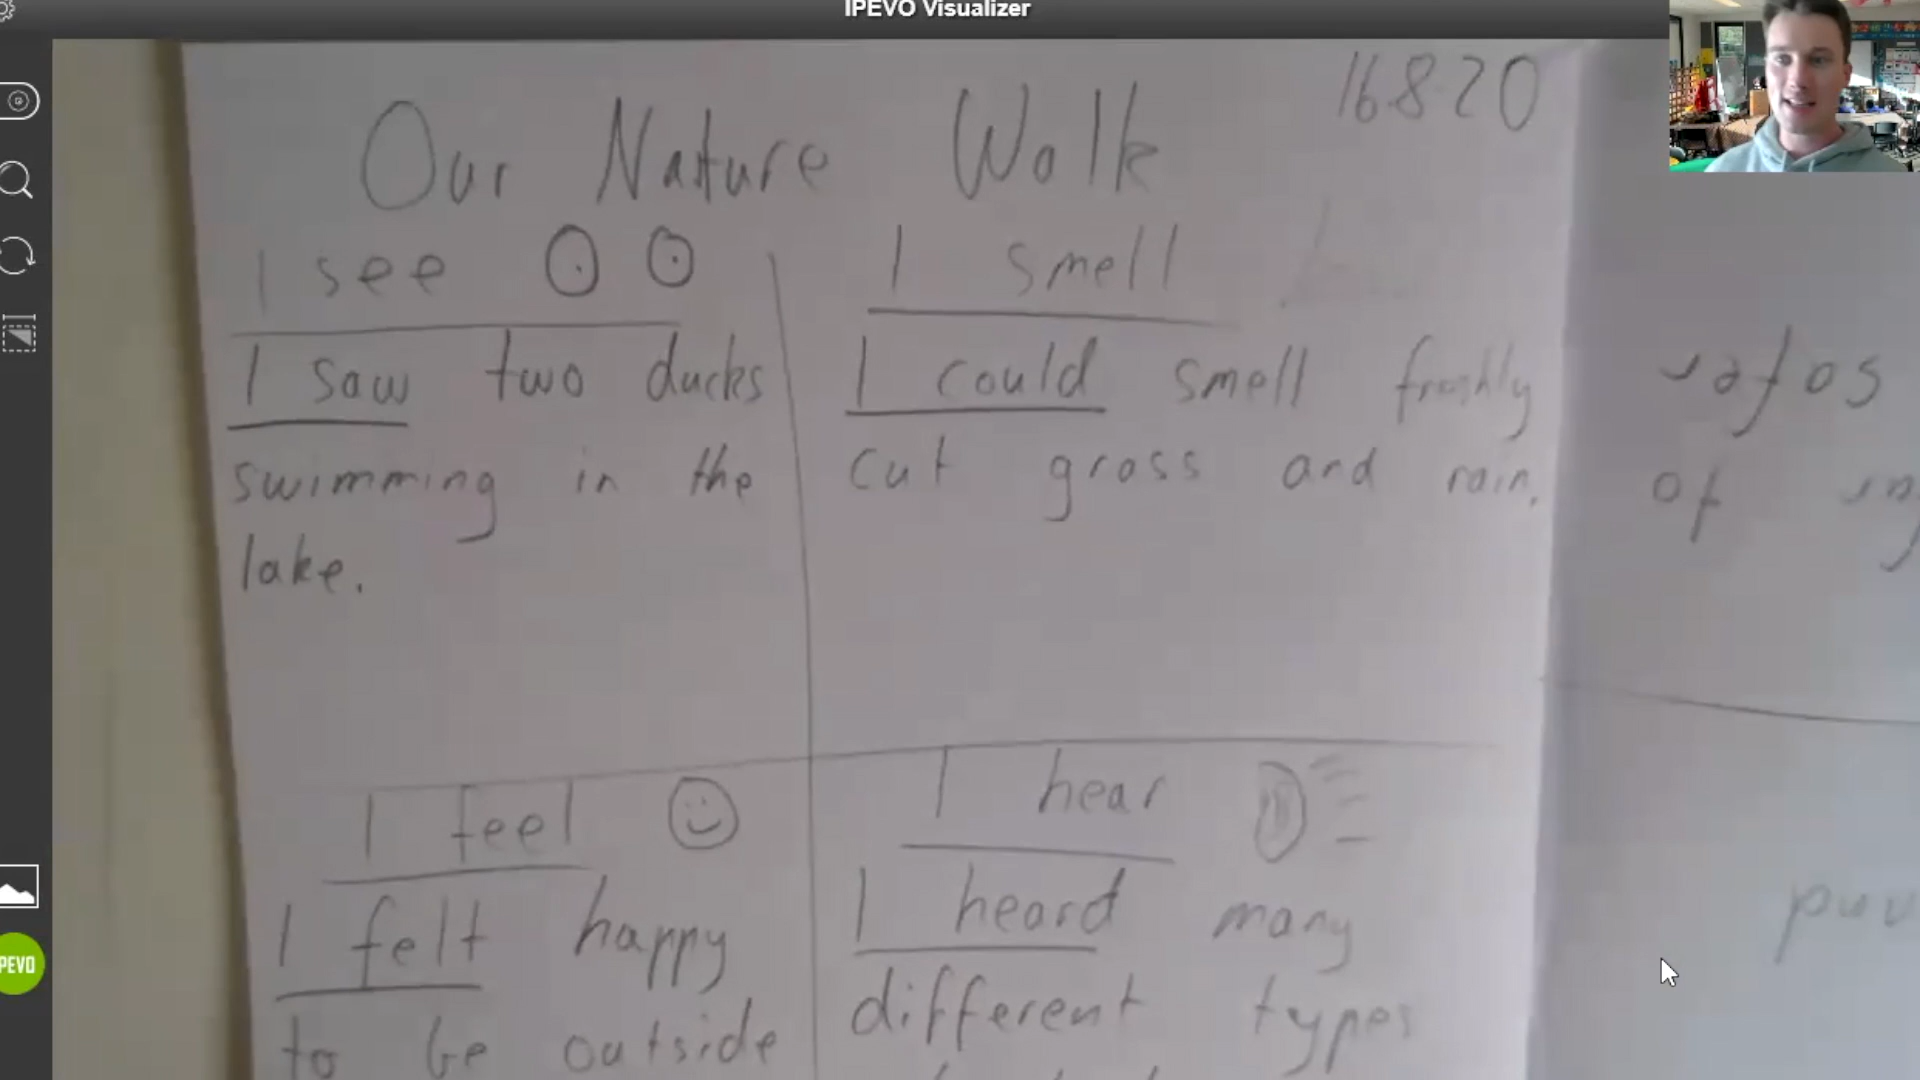 IPEVO Visualizer
16.8.20
Our Nature Walk
I see
I saw two ducks
swimming in the
lake.
I smell
I could smell freshly
cut grass and rain.
I feel
I felt happy
to be outside
I hear
I heard many
different types
PEVO